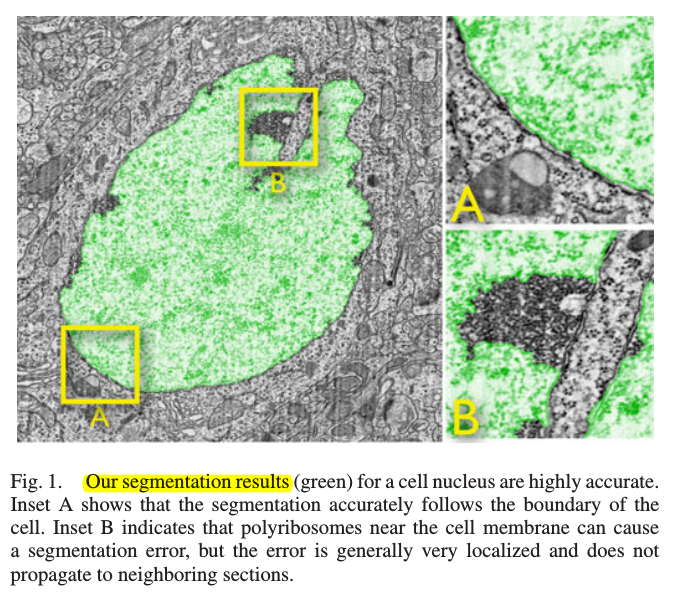 A
B
B
A
Fig. 1. Our segmentation results (green) for a cell nucleus are highly accurate.
Inset A shows that the segmentation accurately follows the boundary of the
cell. Inset B indicates that polyribosomes near the cell membrane can cause
a segmentation error, but the error is generally very localized and does not
propagate to neighboring sections.